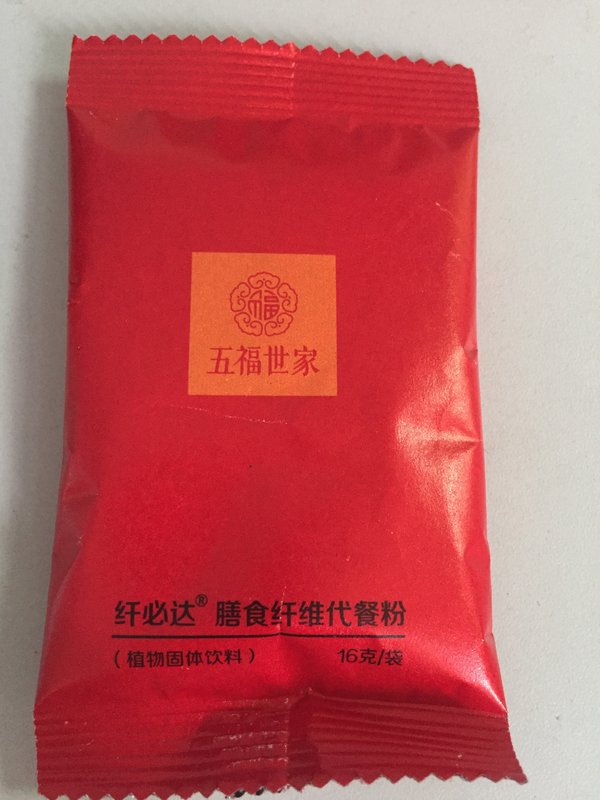 福
五福世家
纤必达® 膳食纤维代餐粉
（植物固体饮料） 16克/袋